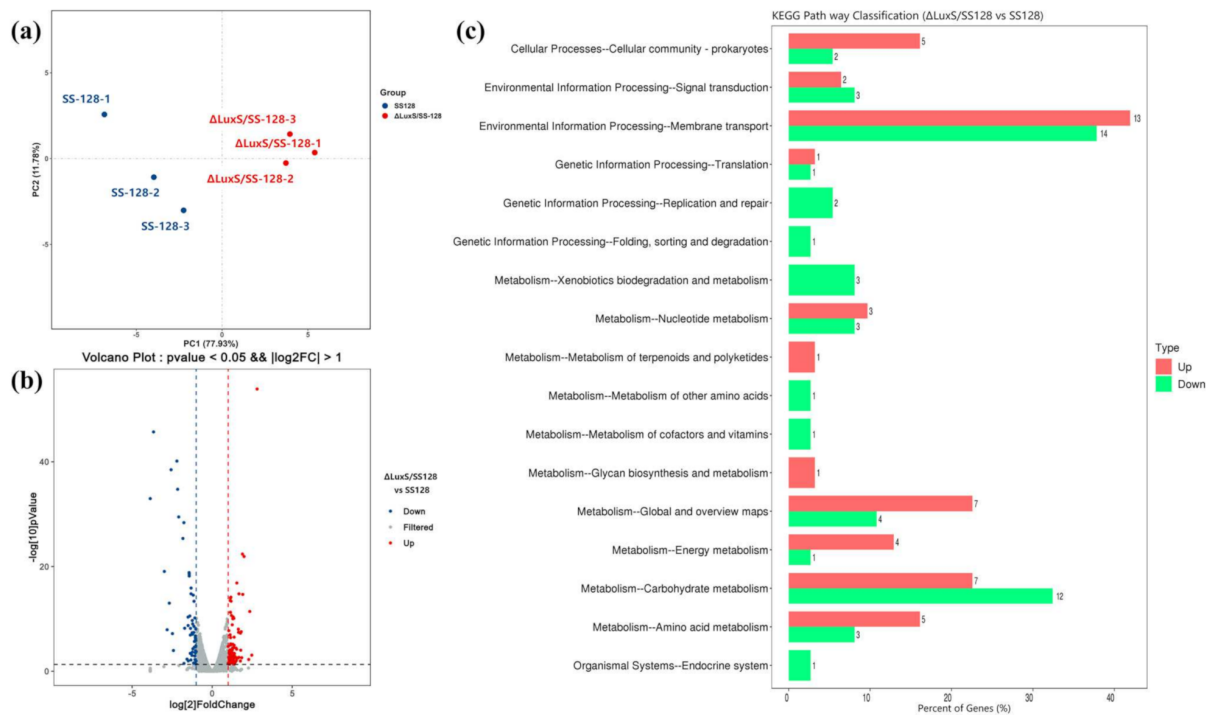 (a)
5
0
-5
PC2 (11.78%)
SS-128-1
SS-128-2
SS-128-3
ΔLuxS/SS-128-3
ΔLuxS/SS-128-1
ΔLuxS/SS-128-2
-5
0
5
PC1 (77.93%)
Group
SS128
ΔLuxS/SS-128
(b)
Volcano Plot : pvalue < 0.05 && |log2FC| > 1
40
20
0
-log[10]pValue
-5
0
5
log[2]FoldChange
ΔLuxS/SS128
vs SS128
Down
Filtered
Up
(c)
KEGG Path way Classification (ΔLuxS/SS128 vs SS128)
Cellular Processes--Cellular community - prokaryotes
5
2
Environmental Information Processing--Signal transduction
2
3
Environmental Information Processing--Membrane transport
13
14
Genetic Information Processing--Translation
1
1
Genetic Information Processing--Replication and repair
2
Genetic Information Processing--Folding, sorting and degradation
1
Metabolism--Xenobiotics biodegradation and metabolism
3
Metabolism--Nucleotide metabolism
3
3
Metabolism--Metabolism of terpenoids and polyketides
1
Metabolism--Metabolism of other amino acids
1
Metabolism--Metabolism of cofactors and vitamins
1
Metabolism--Glycan biosynthesis and metabolism
1
Metabolism--Global and overview maps
7
4
Metabolism--Energy metabolism
4
1
Metabolism--Carbohydrate metabolism
7
12
Metabolism--Amino acid metabolism
5
3
Organismal Systems--Endocrine system
1
0
10
20
30
40
Percent of Genes (%)
Type
Up
Down